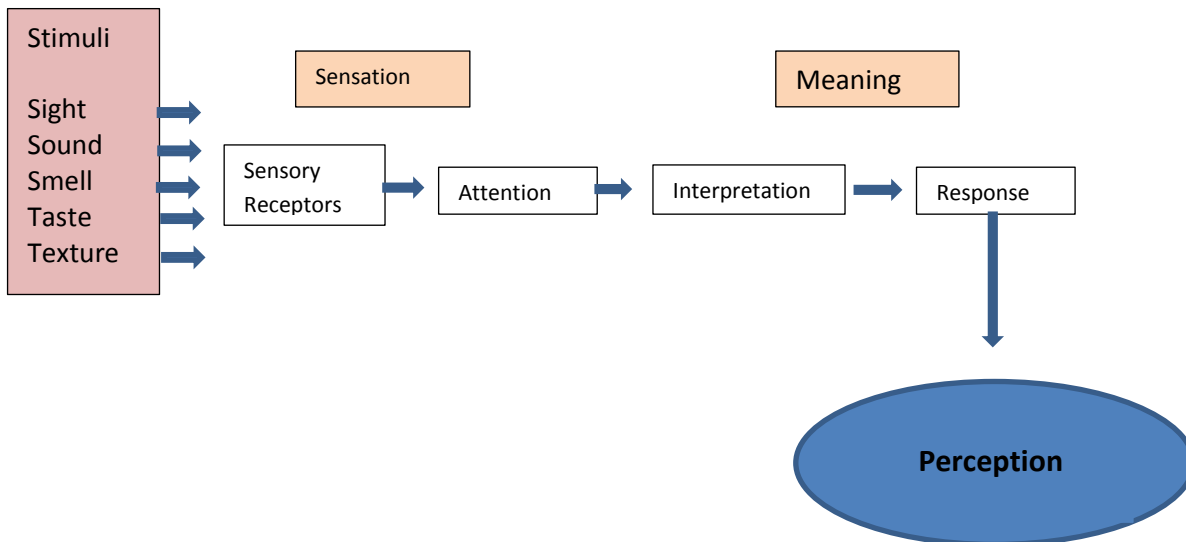 Stimuli
Sight
Sound
Smell
Taste
Texture
Sensation
Meaning
Sensory
Receptors
Attention
Interpretation
Response
Perception